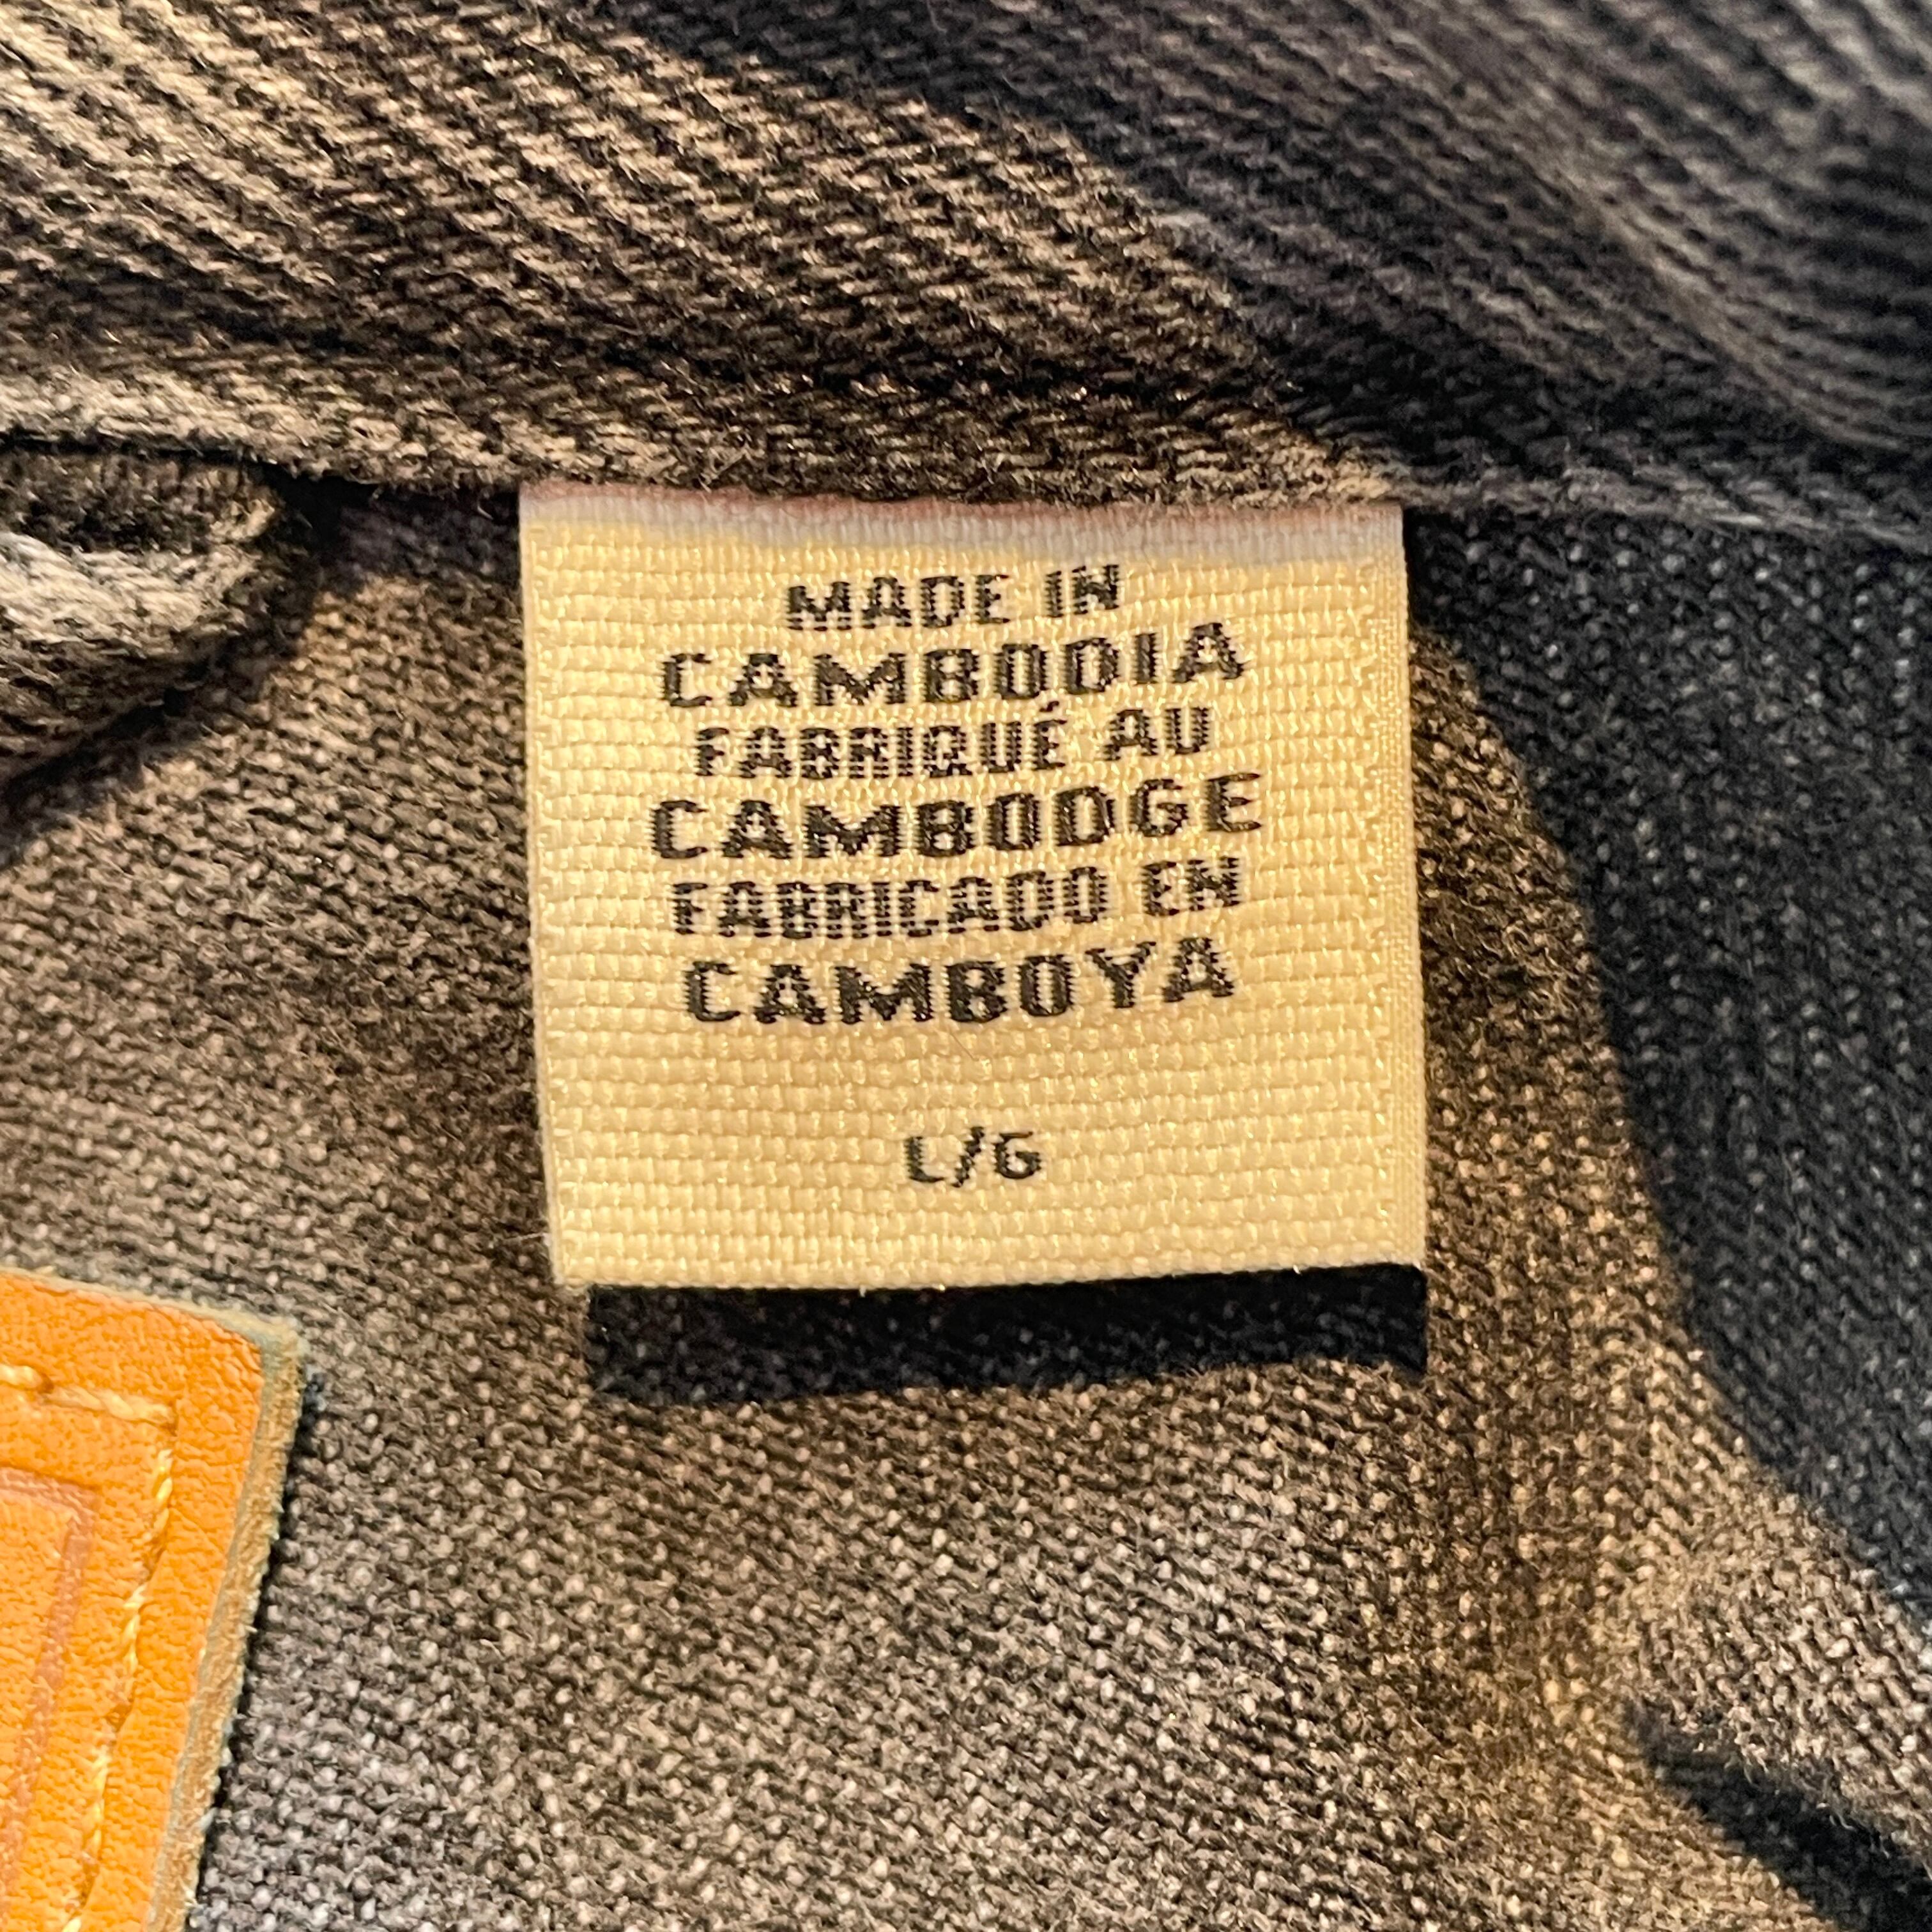 MADE IN
CAMBODIA
FABRIQUÉ AU
CAMBODGE
FABRICADO EN
CAMBOYA
L/G